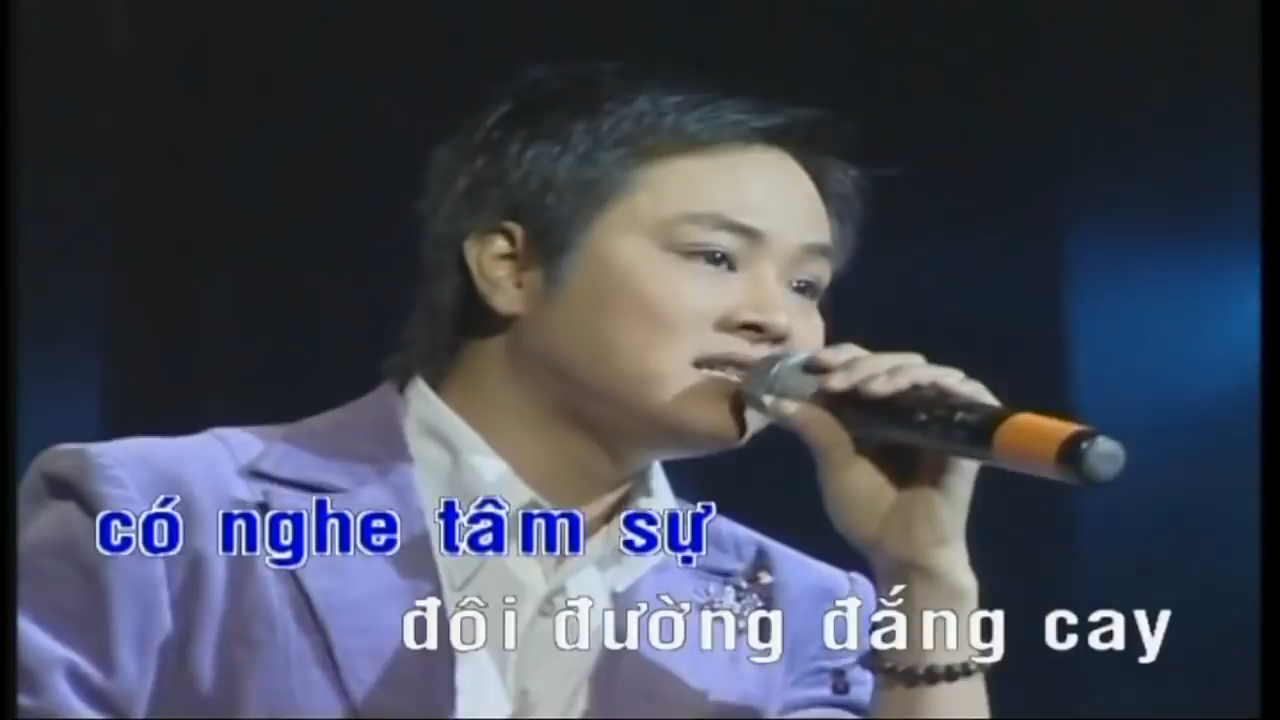 có nghe tâm sự
đôi đường đắng cay